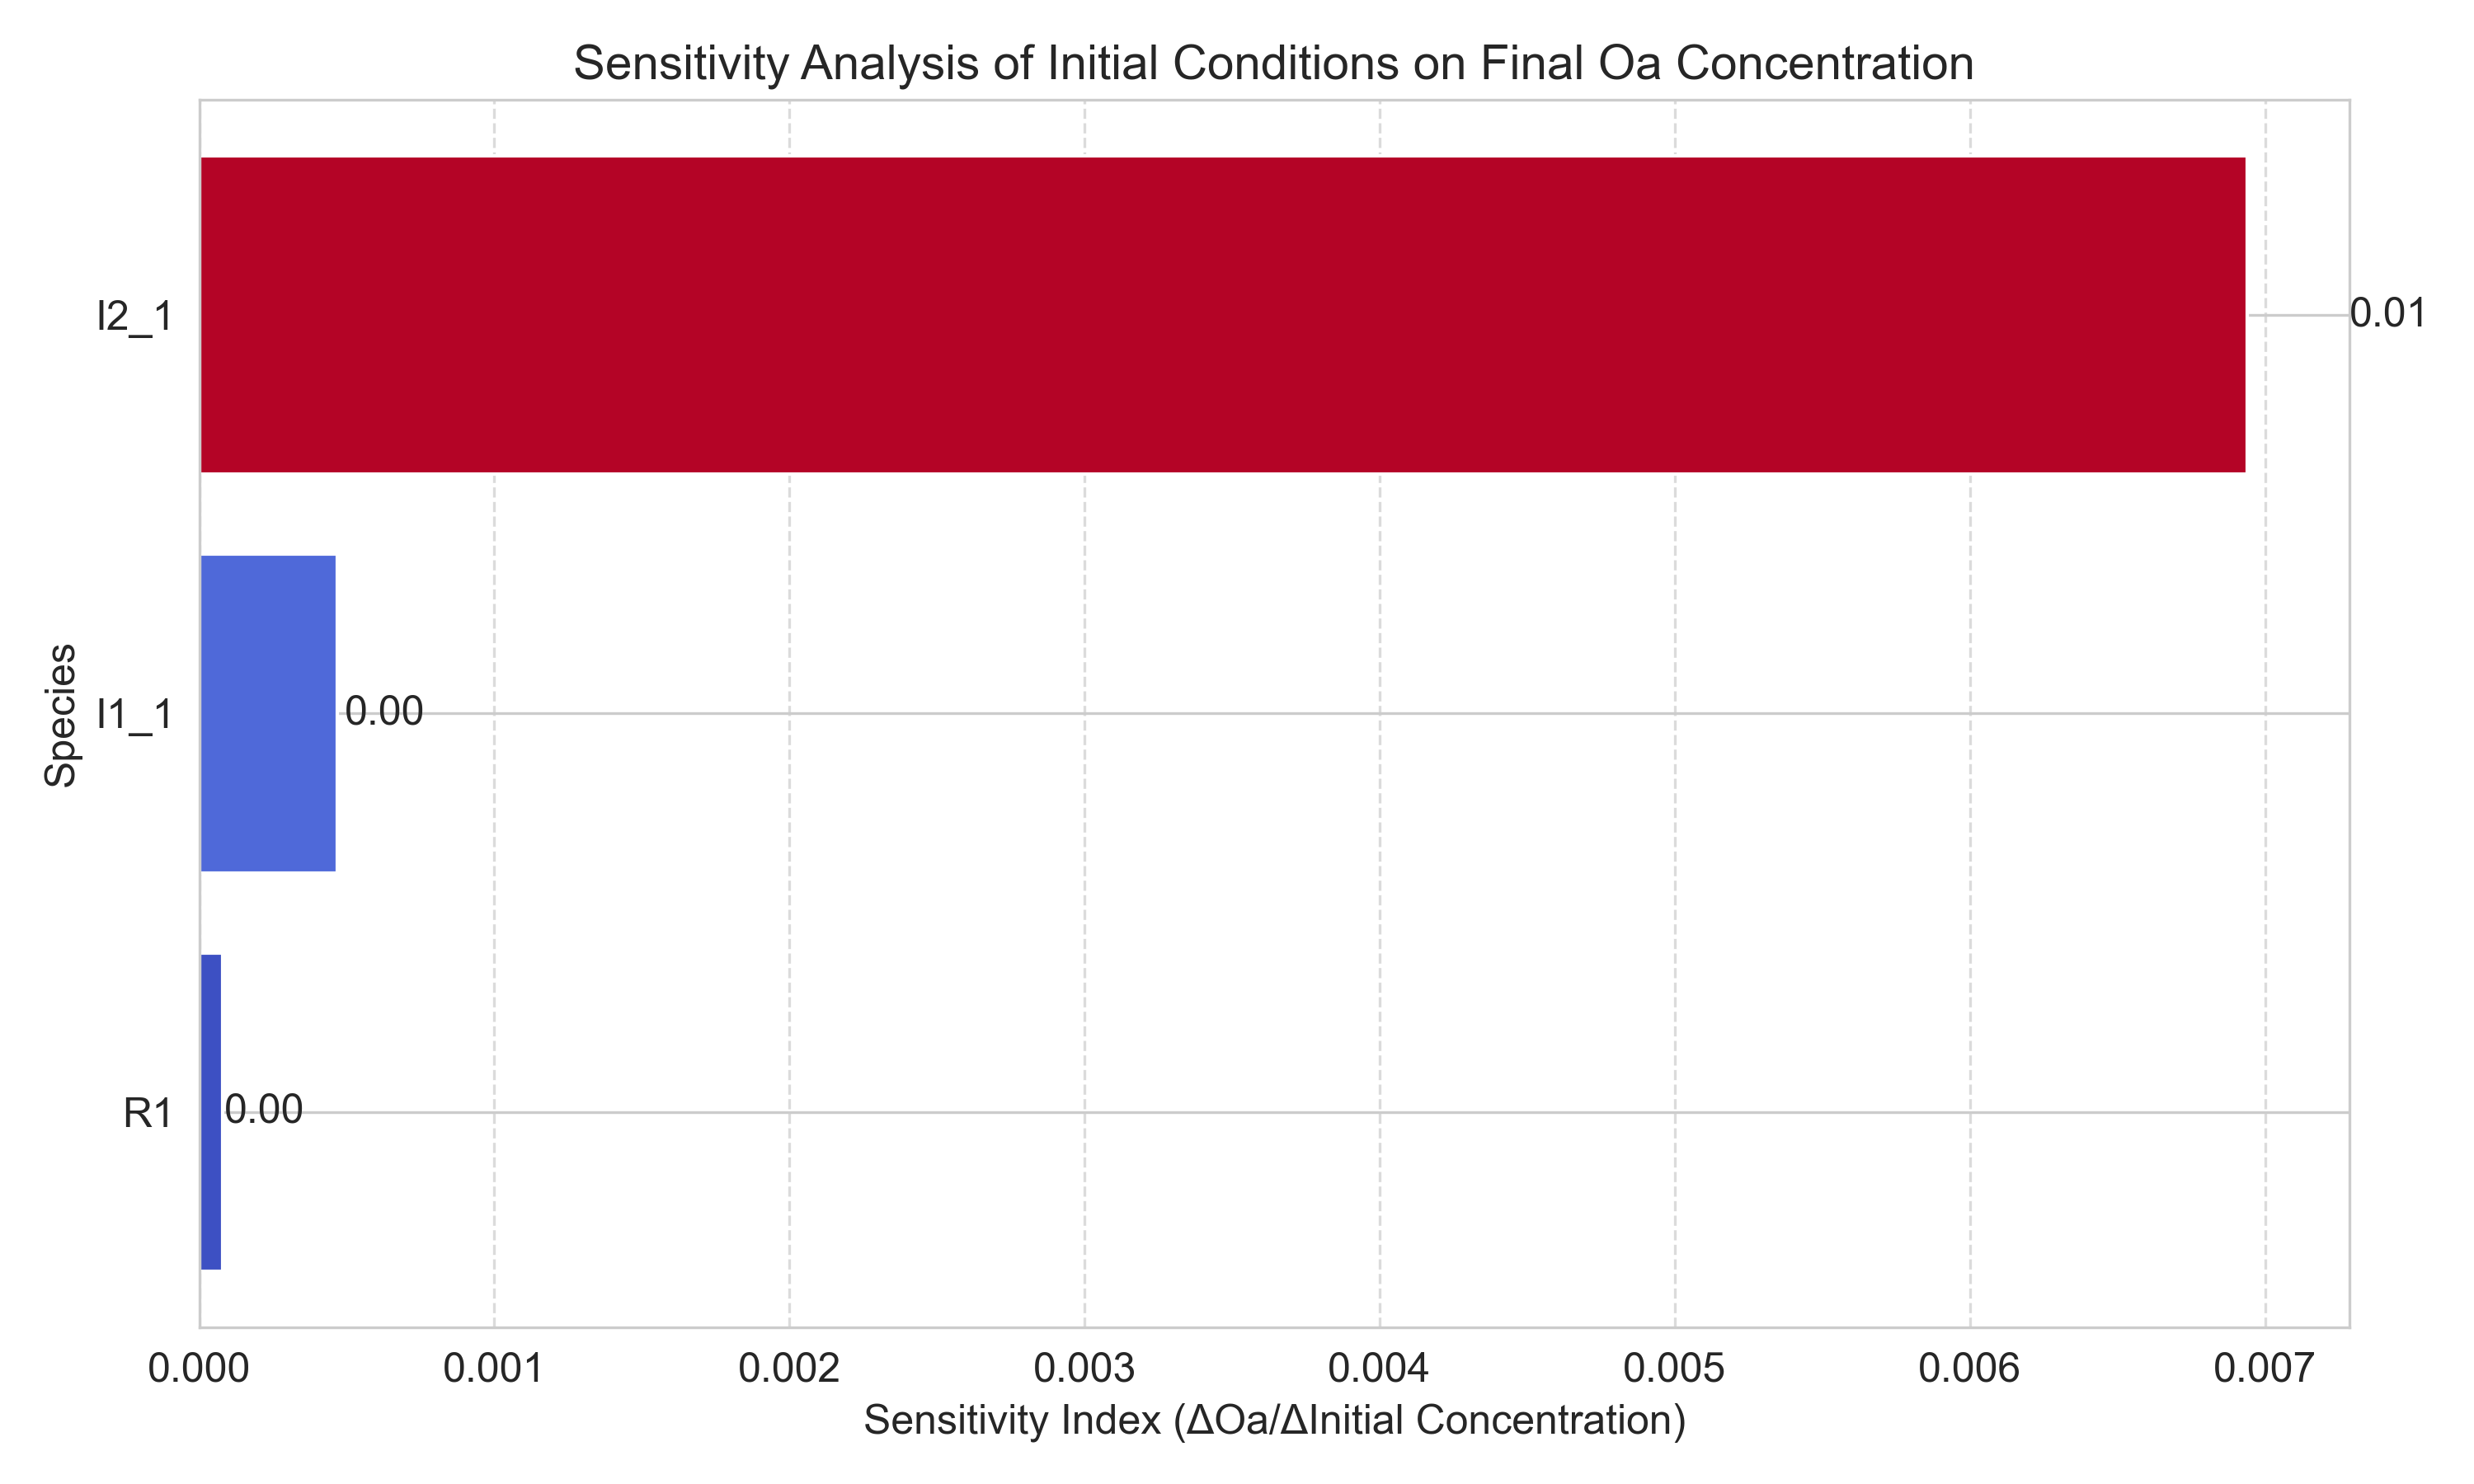 Sensitivity Analysis of Initial Conditions on Final Oa Concentration
I2_1
0.01
Species
I1_1
0.00
R1
0.00
0.000 0.001 0.002 0.003 0.004 0.005 0.006 0.007
Sensitivity Index (ΔOa/ΔInitial Concentration)